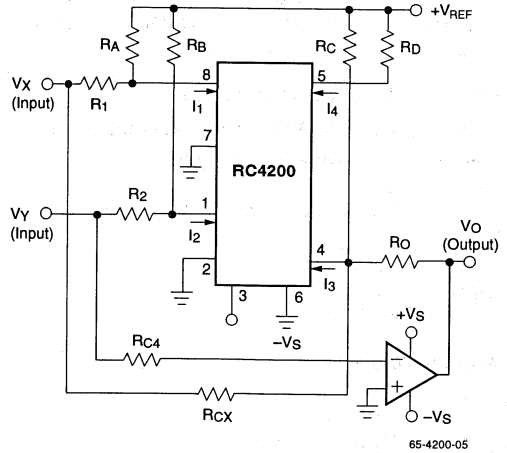 +VREF
RA
RB
RC
RD
VX
(Input)
R1
8
I1
5
I4
7
RC4200
VY
(Input)
R2
1
I2
2
4
I3
RO
VO
(Output)
3
6
−VS
+VS
RC4
−
+
−VS
RCX
65-4200-05